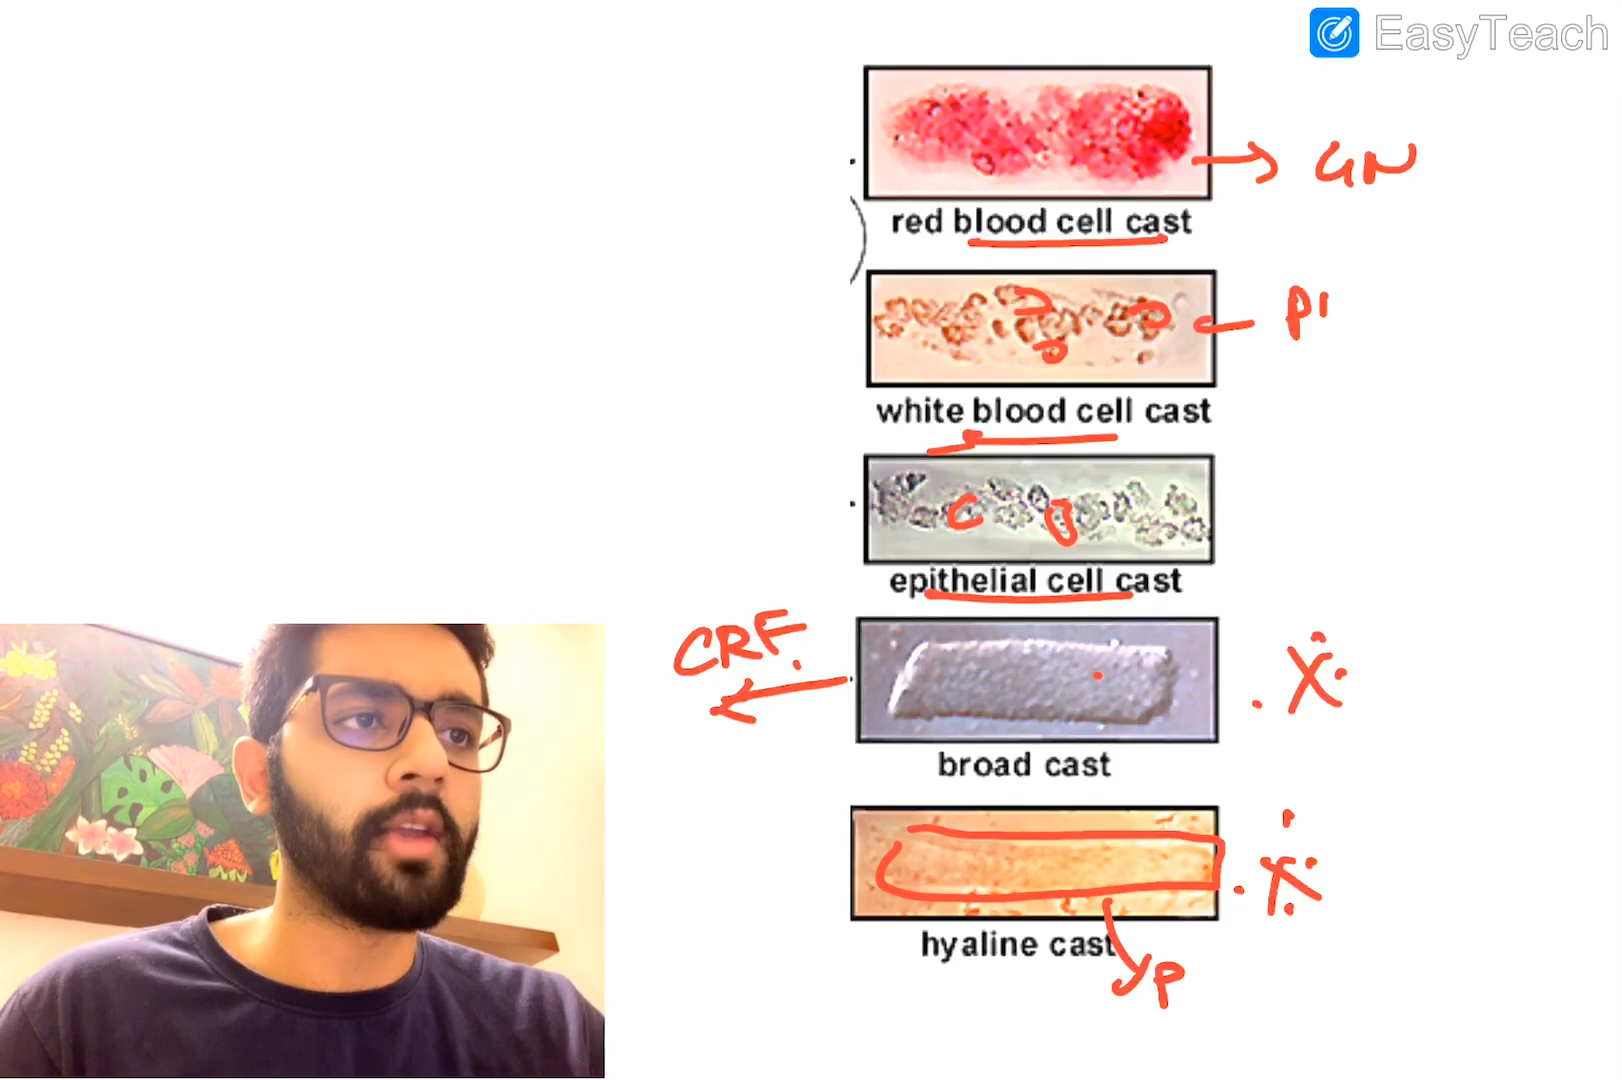 EasyTeach
GN
red blood cell cast
PI
white blood cell cast
epithelial cell cast
CRF.
broad cast
hyaline cast
P